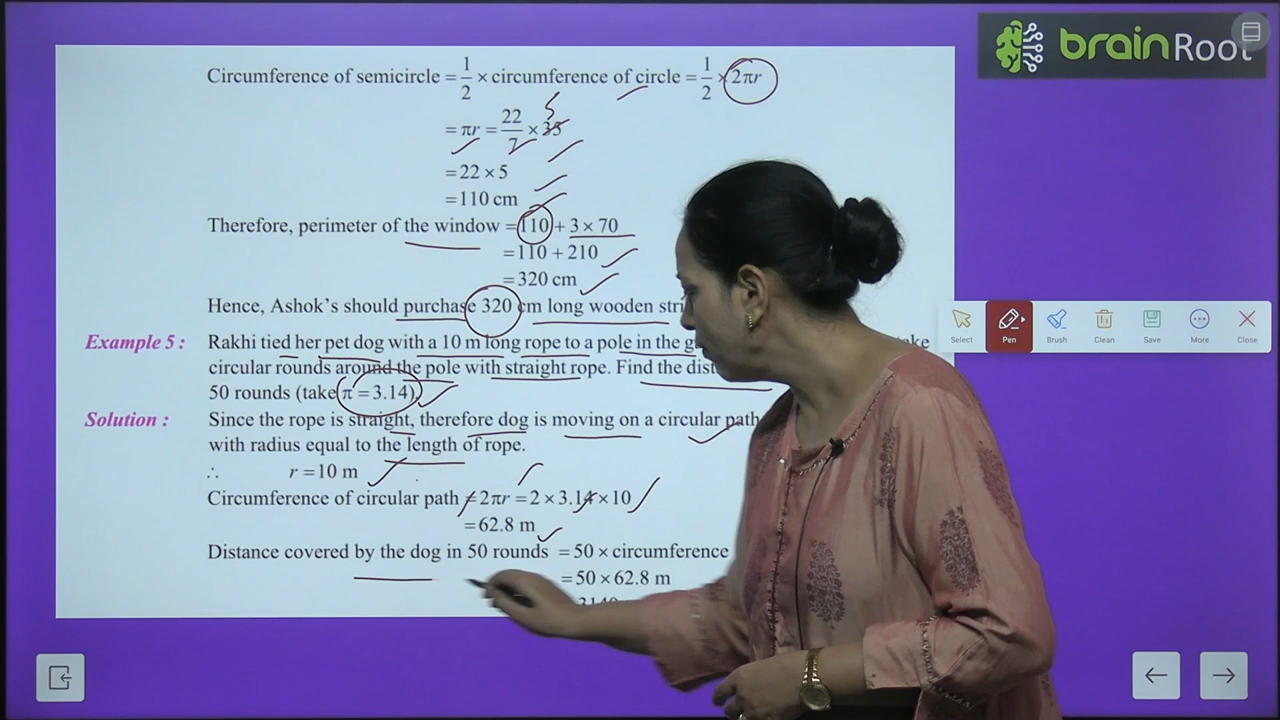 brainRoot
Circumference of semicircle = 1/2 × circumference of circle = 1/2 × 2πr
5
= πr = 22/7 × 35
= 22 × 5
= 110 cm
Therefore, perimeter of the window = 110 + 3 × 70
= 110 + 210
= 320 cm
Hence, Ashok's should purchase 320 cm long wooden stri
Example 5 : Rakhi tied her pet dog with a 10 m long rope to a pole in the g
circular rounds around the pole with straight rope. Find the dist
50 rounds (take π = 3.14).
Solution : Since the rope is straight, therefore dog is moving on a circular path
with radius equal to the length of rope.
∴ r = 10 m
Circumference of circular path = 2πr = 2 × 3.14 × 10
= 62.8 m
Distance covered by the dog in 50 rounds = 50 × circumference
= 50 × 62.8 m
Select Pen Brush Clean Save More Close